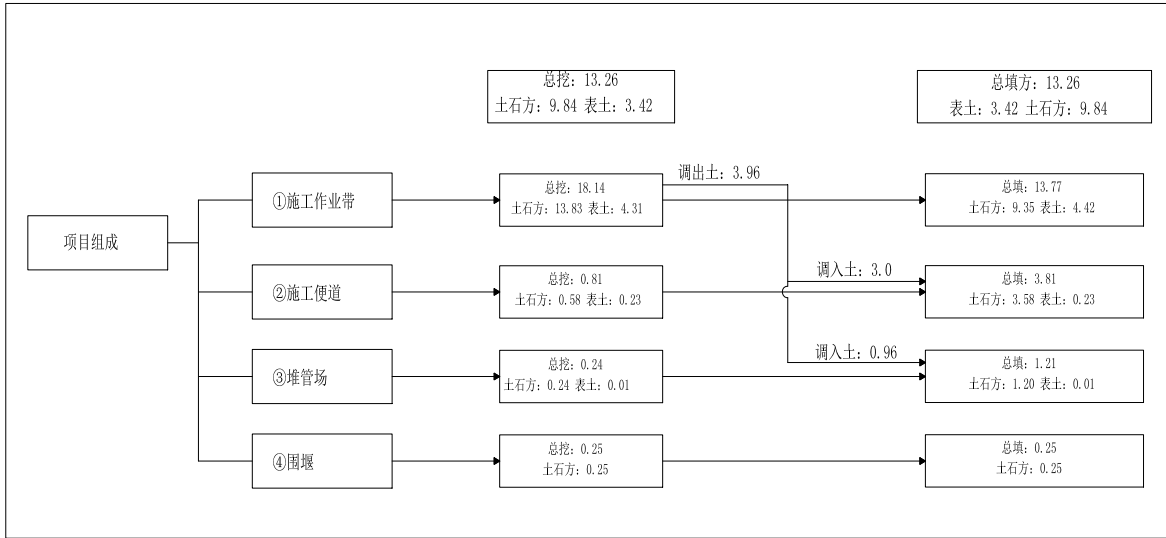 总挖: 13.26
土石方: 9.84 表土: 3.42
总填方: 13.26
表土: 3.42 土石方: 9.84
项目组成
①施工作业带
总挖: 18.14
土石方: 13.83 表土: 4.31
调出土: 3.96
总填: 13.77
土石方: 9.35 表土: 4.42
②施工便道
总挖: 0.81
土石方: 0.58 表土: 0.23
调入土: 3.0
总填: 3.81
土石方: 3.58 表土: 0.23
③堆管场
总挖: 0.24
土石方: 0.24 表土: 0.01
调入土: 0.96
总填: 1.21
土石方: 1.20 表土: 0.01
④围堰
总挖: 0.25
土石方: 0.25
总填: 0.25
土石方: 0.25